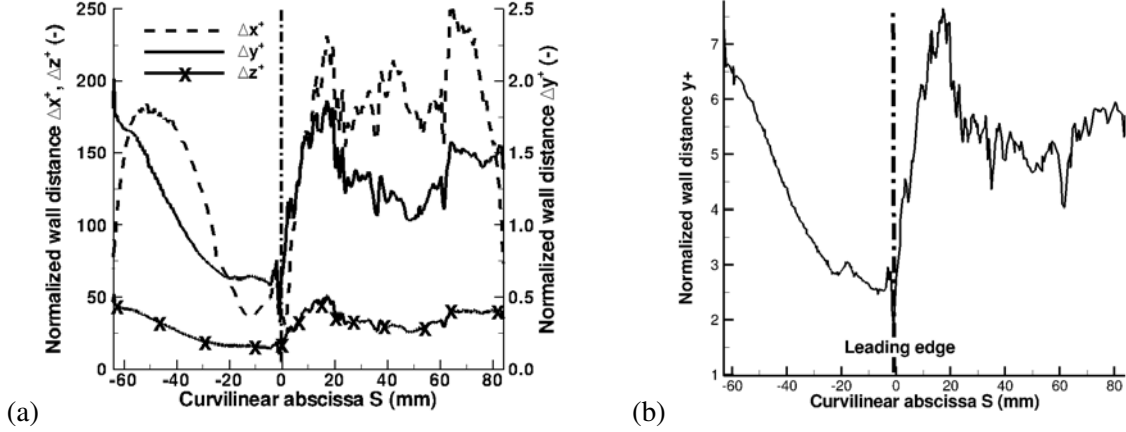 Normalized wall distance Δx⁺, Δz⁺ (-)
250
200
150
100
50
0
Δx⁺
Δy⁺
Δz⁺
X
2.5
2.0
1.5
1.0
0.5
0.0
Normalized wall distance Δy⁺ (-)
-60 -40 -20 0 20 40 60 80
Curvilinear abscissa S (mm)
(a)
Normalized wall distance y+
7
6
5
4
3
2
1
Leading edge
-60 -40 -20 0 20 40 60 80
Curvilinear abscissa S (mm)
(b)